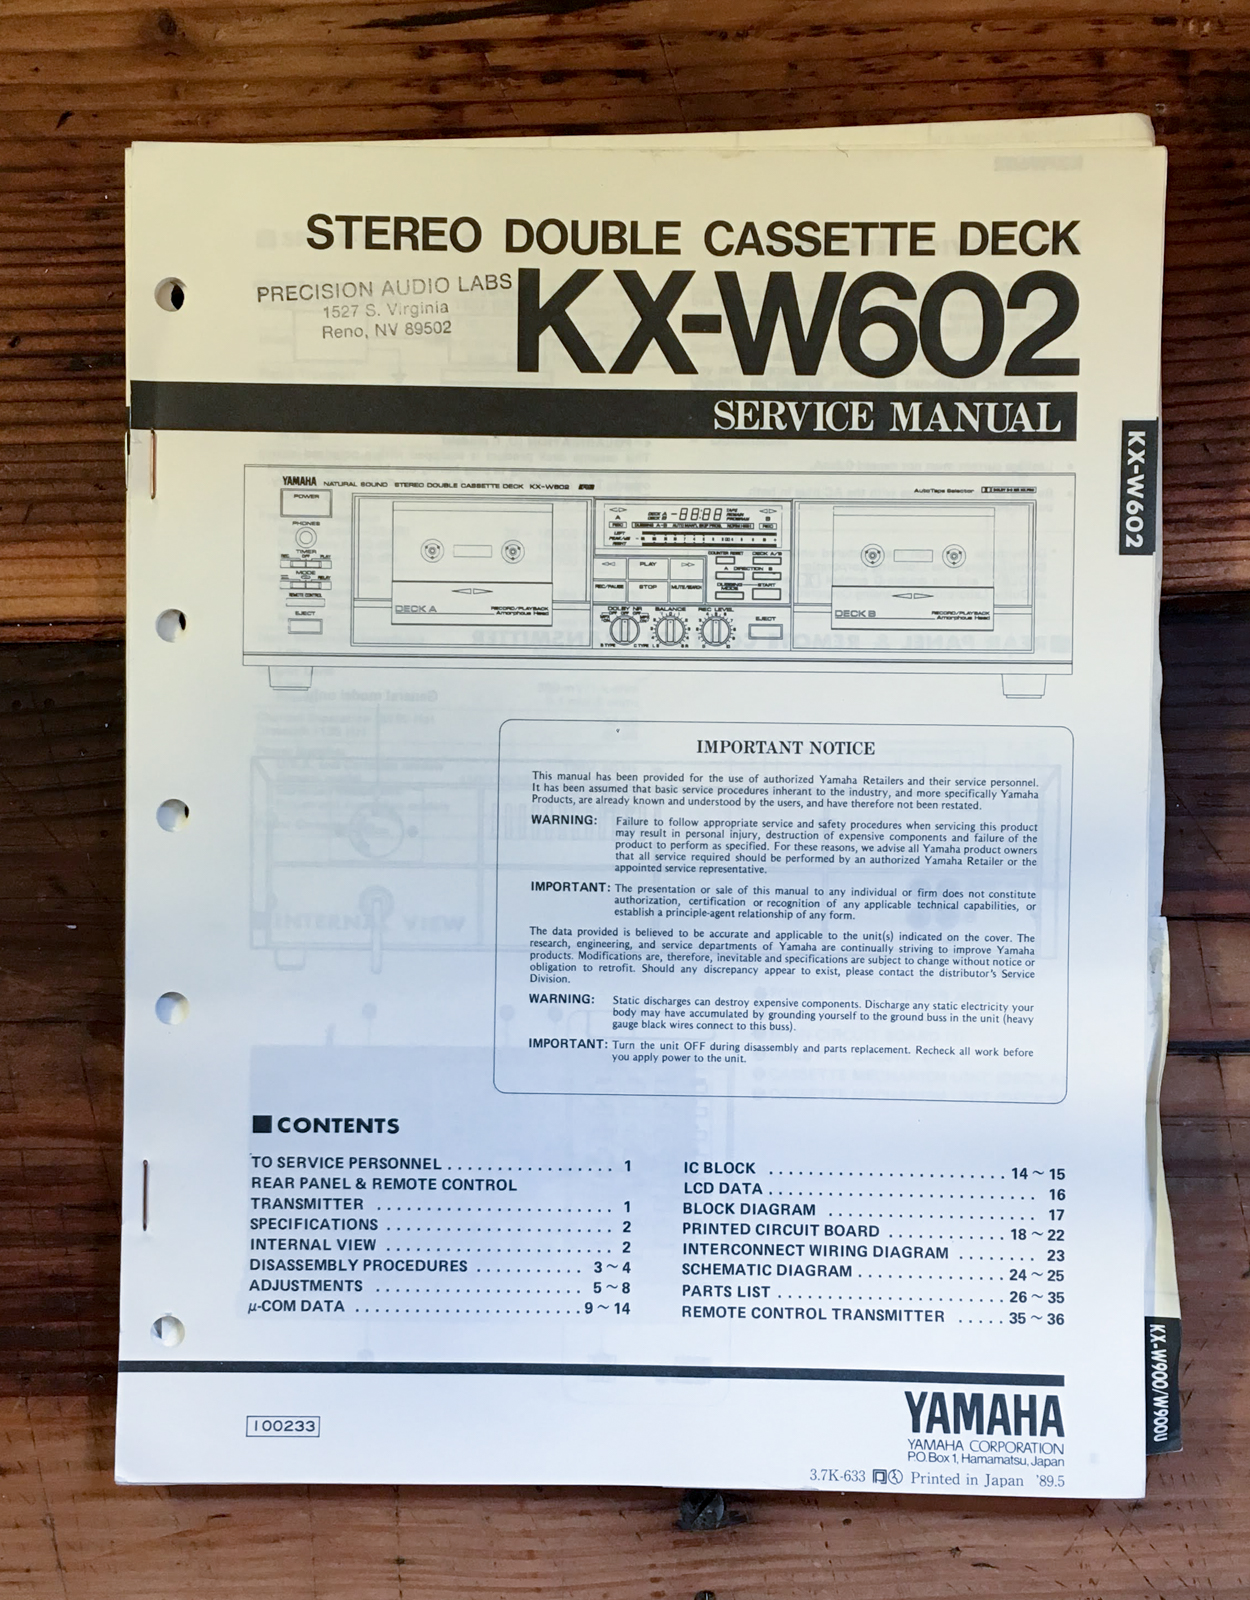 STEREO DOUBLE CASSETTE DECK
PRECISION AUDIO LABS
1527 S. Virginia
Reno, NV 89502
KX-W602
SERVICE MANUAL
KX-W602
YAMAHA NATURAL SOUND STEREO DOUBLE CASSETTE DECK KX-W602
AutoTape Selector
POWER
PHONES
TIMER
REC OFF PLAY
MODE
RELAY
REMOTE CONTROL
EJECT
DECK A
RECORD/PLAYBACK
Amorphous Head
COUNTER RESET DECK A/B
PLAY
A DIRECTION B
REC/PAUSE STOP MUTE/SEARCH
DUBBING MODE START
DOLBY NR BALANCE REC LEVEL
EJECT
DECK B
RECORD/PLAYBACK
Amorphous Head
IMPORTANT NOTICE
This manual has been provided for the use of authorized Yamaha Retailers and their service personnel.
It has been assumed that basic service procedures inherant to the industry, and more specifically Yamaha
Products, are already known and understood by the users, and have therefore not been restated.
WARNING: Failure to follow appropriate service and safety procedures when servicing this product
may result in personal injury, destruction of expensive components and failure of the
product to perform as specified. For these reasons, we advise all Yamaha product owners
that all service required should be performed by an authorized Yamaha Retailer or the
appointed service representative.
IMPORTANT: The presentation or sale of this manual to any individual or firm does not constitute
authorization, certification or recognition of any applicable technical capabilities, or
establish a principle-agent relationship of any form.
The data provided is believed to be accurate and applicable to the unit(s) indicated on the cover. The
research, engineering, and service departments of Yamaha are continually striving to improve Yamaha
products. Modifications are, therefore, inevitable and specifications are subject to change without notice or
obligation to retrofit. Should any discrepancy appear to exist, please contact the distributor's Service
Division.
WARNING: Static discharges can destroy expensive components. Discharge any static electricity your
body may have accumulated by grounding yourself to the ground buss in the unit (heavy
gauge black wires connect to this buss).
IMPORTANT: Turn the unit OFF during disassembly and parts replacement. Recheck all work before
you apply power to the unit.
■ CONTENTS
TO SERVICE PERSONNEL ................. 1
REAR PANEL & REMOTE CONTROL
TRANSMITTER ........................ 1
SPECIFICATIONS ....................... 2
INTERNAL VIEW ....................... 2
DISASSEMBLY PROCEDURES ........... 3 ~ 4
ADJUSTMENTS ........................ 5 ~ 8
μ-COM DATA ........................ 9 ~ 14
IC BLOCK ........................ 14 ~ 15
LCD DATA ........................... 16
BLOCK DIAGRAM ...................... 17
PRINTED CIRCUIT BOARD ............ 18 ~ 22
INTERCONNECT WIRING DIAGRAM ........ 23
SCHEMATIC DIAGRAM ............... 24 ~ 25
PARTS LIST ....................... 26 ~ 35
REMOTE CONTROL TRANSMITTER ..... 35 ~ 36
KX-W900/W900U
100233
YAMAHA
YAMAHA CORPORATION
P.O.Box 1, Hamamatsu, Japan
3.7K-633 Printed in Japan '89.5